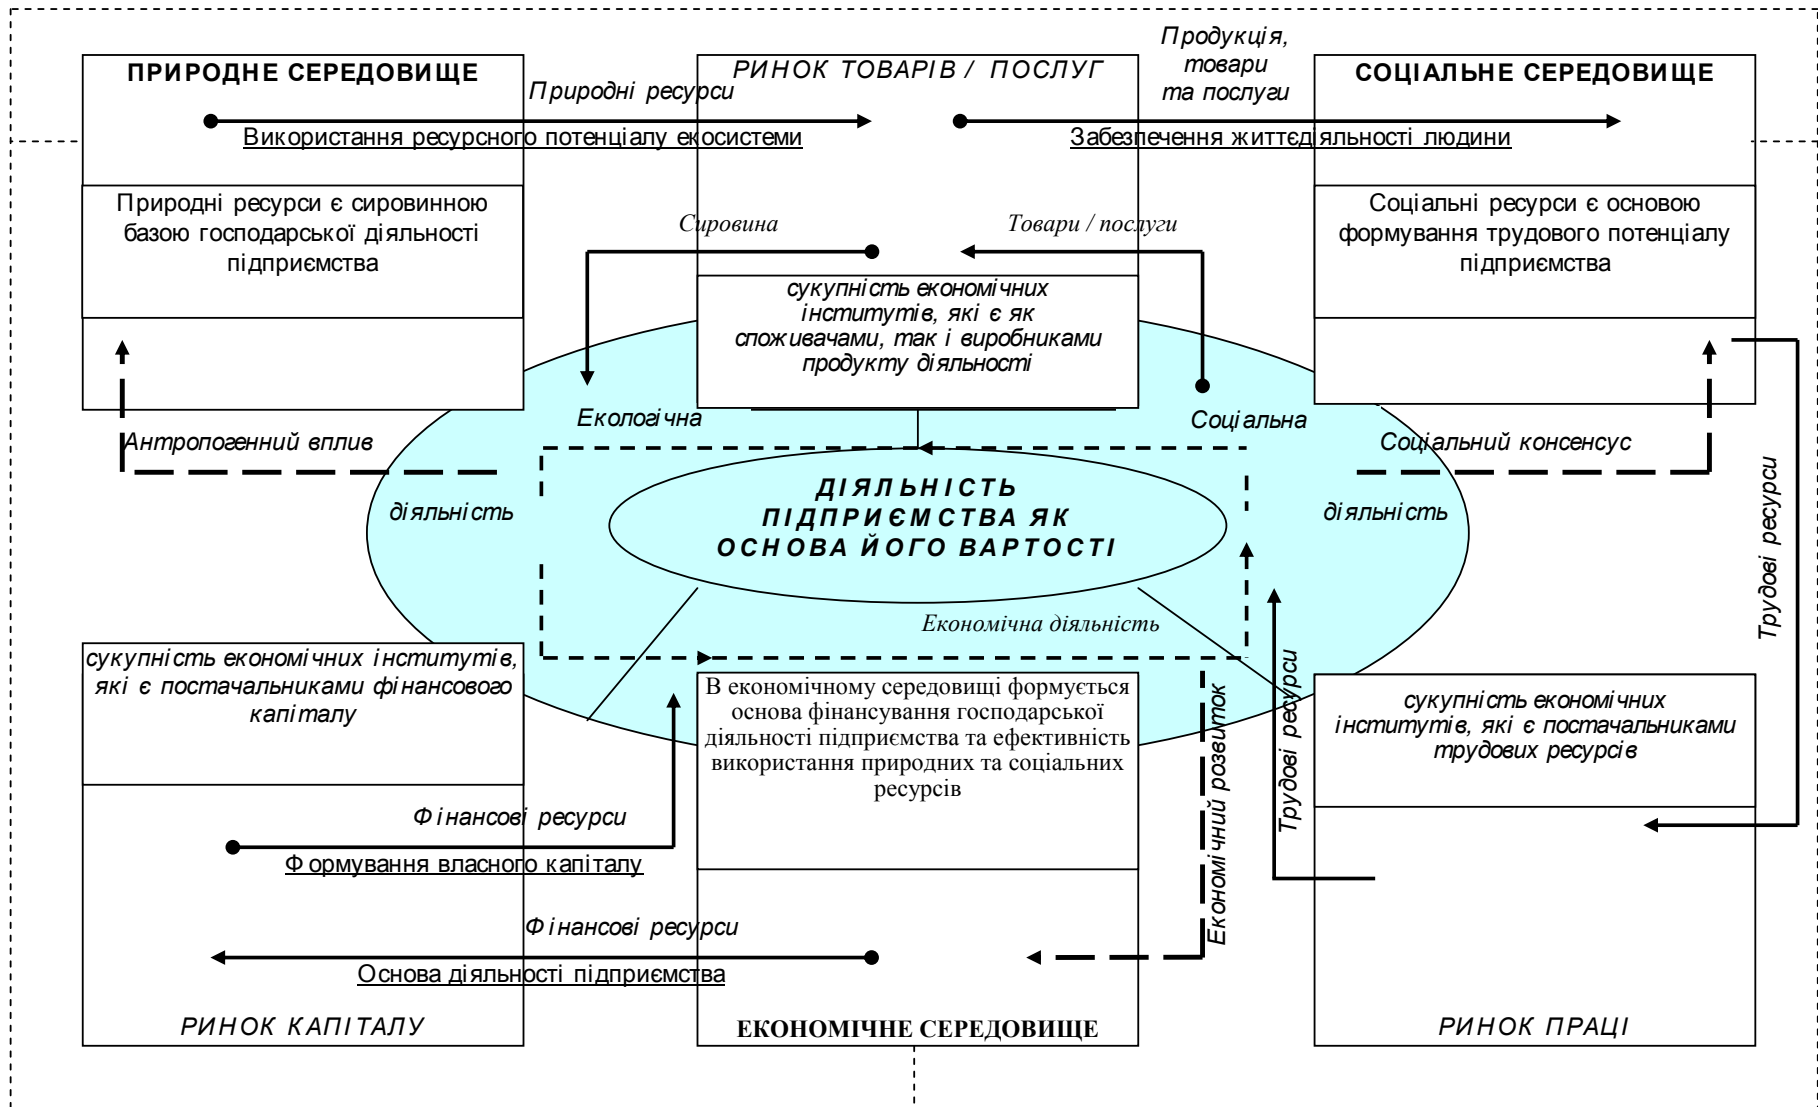 ПРИРОДНЕ СЕРЕДОВИЩЕ
Природні ресурси
Використання ресурсного потенціалу екосистеми
РИНОК ТОВАРІВ / ПОСЛУГ
Продукція,
товари
та послуги
Забезпечення життєдіяльності людини
СОЦІАЛЬНЕ СЕРЕДОВИЩЕ
Природні ресурси є сировинною
базою господарської діяльності
підприємства
Сировина
Товари / послуги
Соціальні ресурси є основою
формування трудового потенціалу
підприємства
сукупність економічних
інститутів, які є як
споживачами, так і виробниками
продукту діяльності
Екологічна
Соціальна
Антропогенний вплив
Соціальний консенсус
діяльність
діяльність
ДІЯЛЬНІСТЬ
ПІДПРИЄМСТВА ЯК
ОСНОВА ЙОГО ВАРТОСТІ
Трудові ресурси
Економічна діяльність
сукупність економічних інститутів,
які є постачальниками фінансового
капіталу
В економічному середовищі формується
основа фінансування господарської
діяльності підприємства та ефективність
використання природних та соціальних
ресурсів
Економічний розвиток
Трудові ресурси
сукупність економічних
інститутів, які є постачальниками
трудових ресурсів
Фінансові ресурси
Формування власного капіталу
Фінансові ресурси
Основа діяльності підприємства
РИНОК КАПІТАЛУ
ЕКОНОМІЧНЕ СЕРЕДОВИЩЕ
РИНОК ПРАЦІ